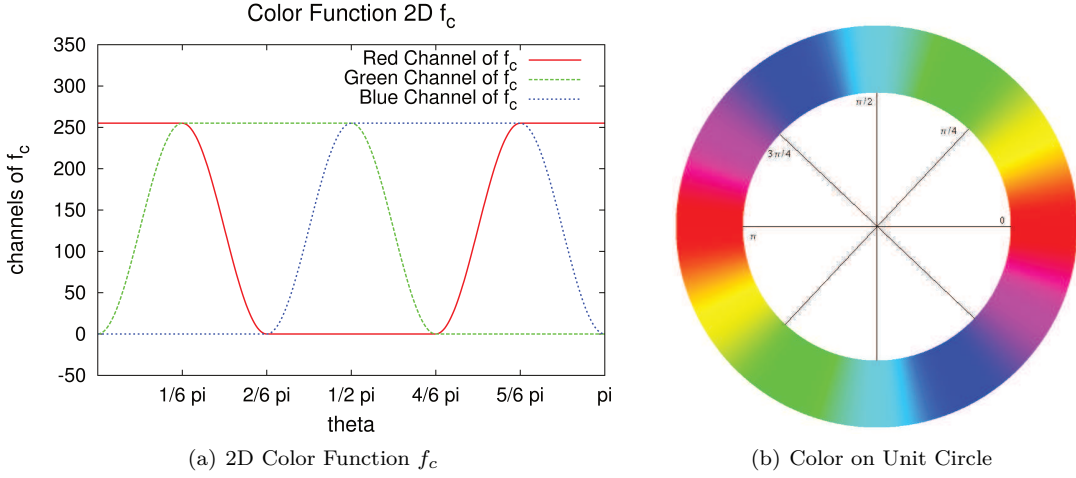 Color Function 2D f_c
350
300
250
200
150
100
50
0
-50
channels of f_c
Red Channel of f_c
Green Channel of f_c
Blue Channel of f_c
1/6 pi
2/6 pi
1/2 pi
4/6 pi
5/6 pi
pi
theta
(a) 2D Color Function f_c
π/2
π/4
3π/4
0
π
(b) Color on Unit Circle